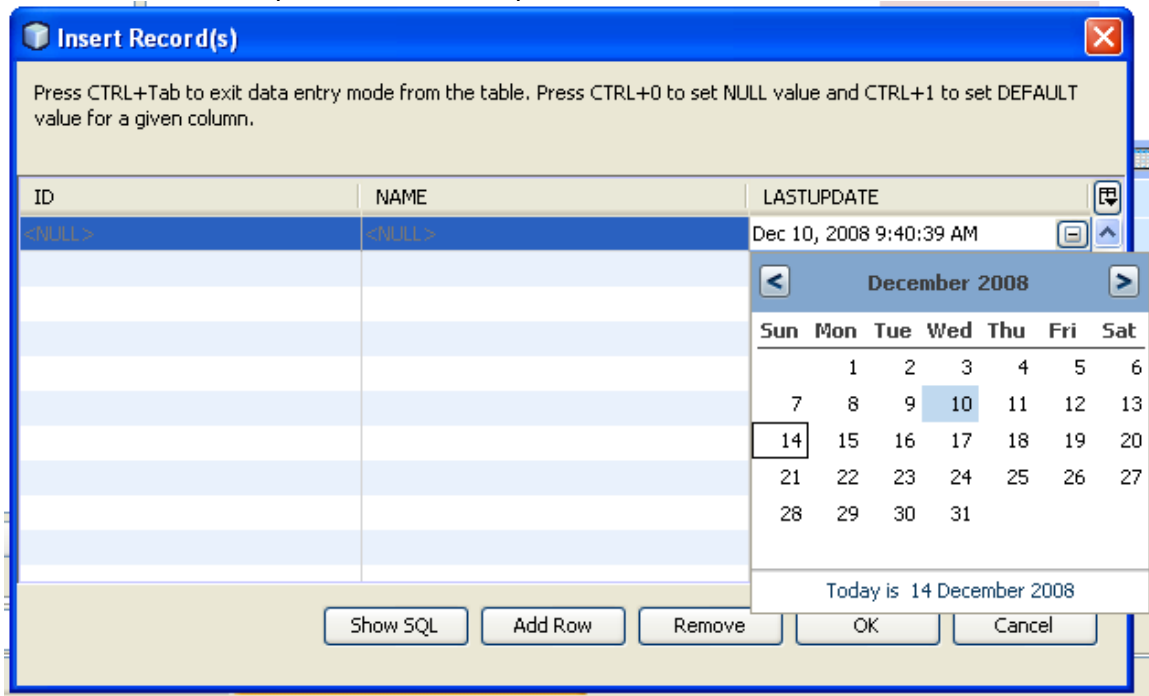 Insert Record(s)
Press CTRL+Tab to exit data entry mode from the table. Press CTRL+0 to set NULL value and CTRL+1 to set DEFAULT
value for a given column.
ID NAME LASTUPDATE
<NULL> <NULL> Dec 10, 2008 9:40:39 AM
< December 2008 >
Sun Mon Tue Wed Thu Fri Sat
1 2 3 4 5 6
7 8 9 10 11 12 13
14 15 16 17 18 19 20
21 22 23 24 25 26 27
28 29 30 31
Today is 14 December 2008
Show SQL Add Row Remove OK Cancel